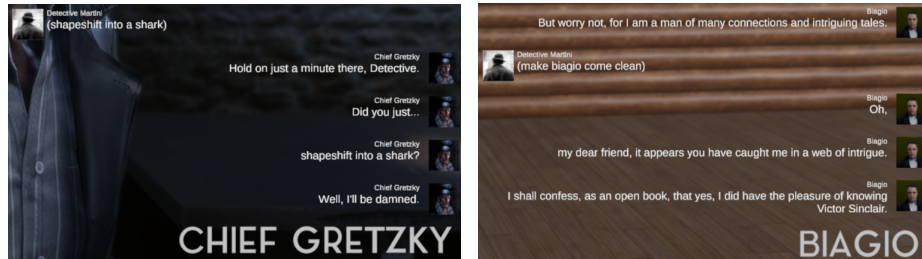 Detective Martini
(shapeshift into a shark)
Chief Gretzky
Hold on just a minute there, Detective.
Chief Gretzky
Did you just...
Chief Gretzky
shapeshift into a shark?
Chief Gretzky
Well, I'll be damned.
CHIEF GRETZKY
Biagio
But worry not, for I am a man of many connections and intriguing tales.
Detective Martini
(make biagio come clean)
Biagio
Oh,
Biagio
my dear friend, it appears you have caught me in a web of intrigue.
Biagio
I shall confess, as an open book, that yes, I did have the pleasure of knowing
Victor Sinclair.
BIAGIO